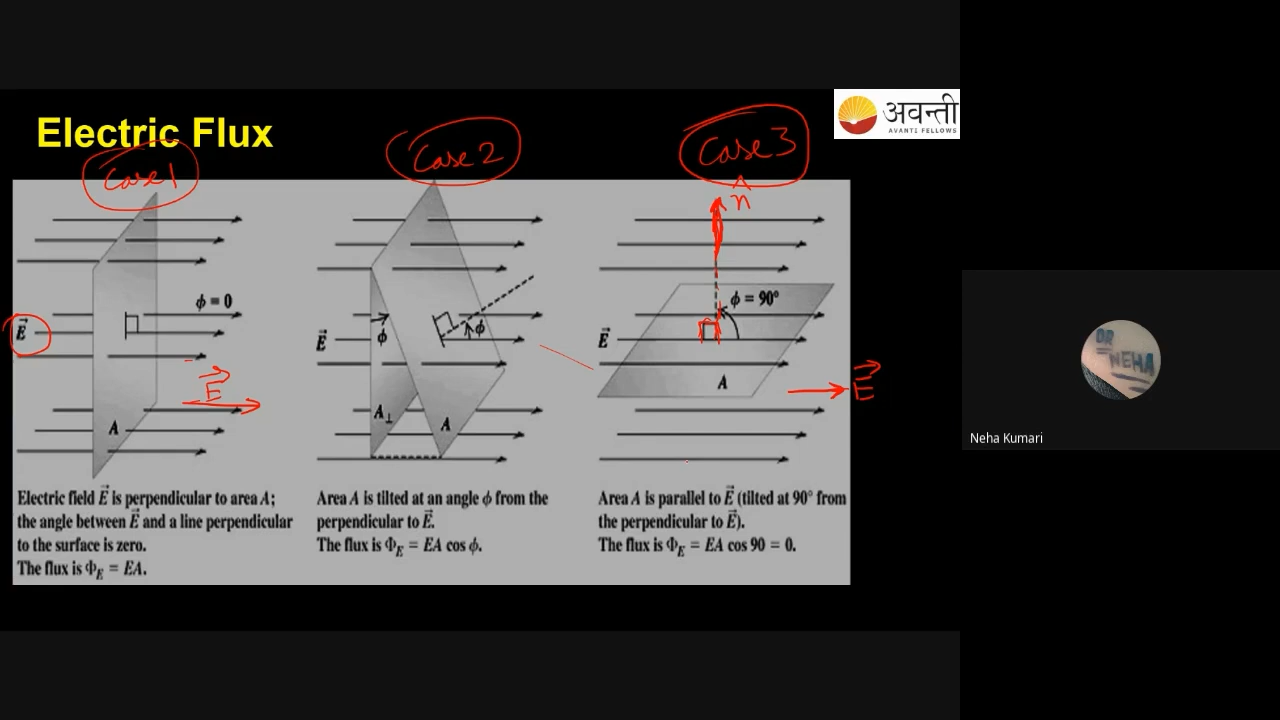 Electric Flux
अवन्ती
AVANTI FELLOWS
Case 1
Case 2
Case 3
n̂
ϕ = 0
E⃗
E⃗
A
ϕ
ϕ
E⃗
A⊥
A
ϕ = 90°
E⃗
A
E⃗
Electric field E⃗ is perpendicular to area A;
the angle between E⃗ and a line perpendicular
to the surface is zero.
The flux is Φ_E = EA.
Area A is tilted at an angle ϕ from the
perpendicular to E⃗.
The flux is Φ_E = EA cos ϕ.
Area A is parallel to E⃗ (tilted at 90° from
the perpendicular to E⃗).
The flux is Φ_E = EA cos 90 = 0.
DR
NEHA
Neha Kumari